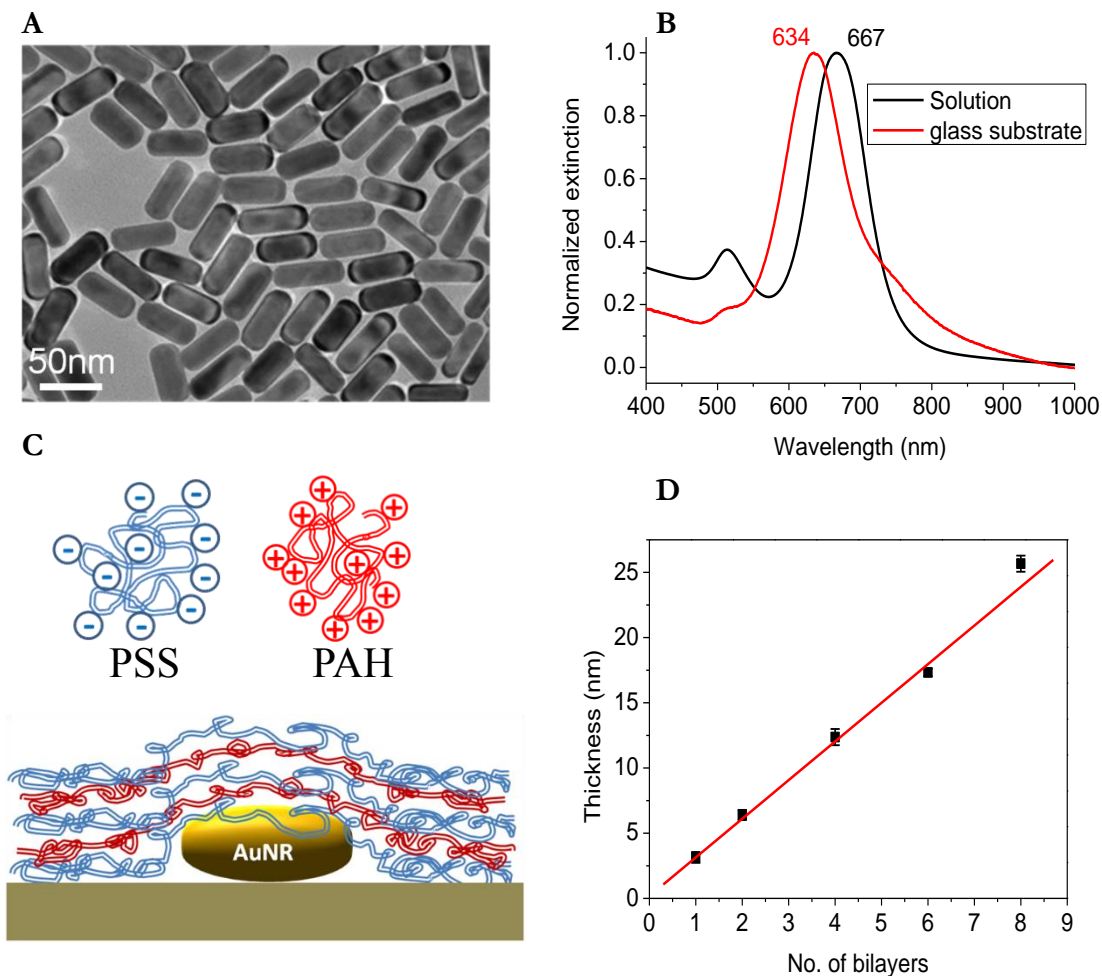 A
50nm
B
634 667
Solution
glass substrate
1.0
0.8
0.6
0.4
0.2
0.0
Normalized extinction
400 500 600 700 800 900 1000
Wavelength (nm)
C
- - - - - - - - - -
+ + + + + + + + + + +
PSS PAH
AuNR
D
25
20
15
10
5
0
Thickness (nm)
0 1 2 3 4 5 6 7 8 9
No. of bilayers